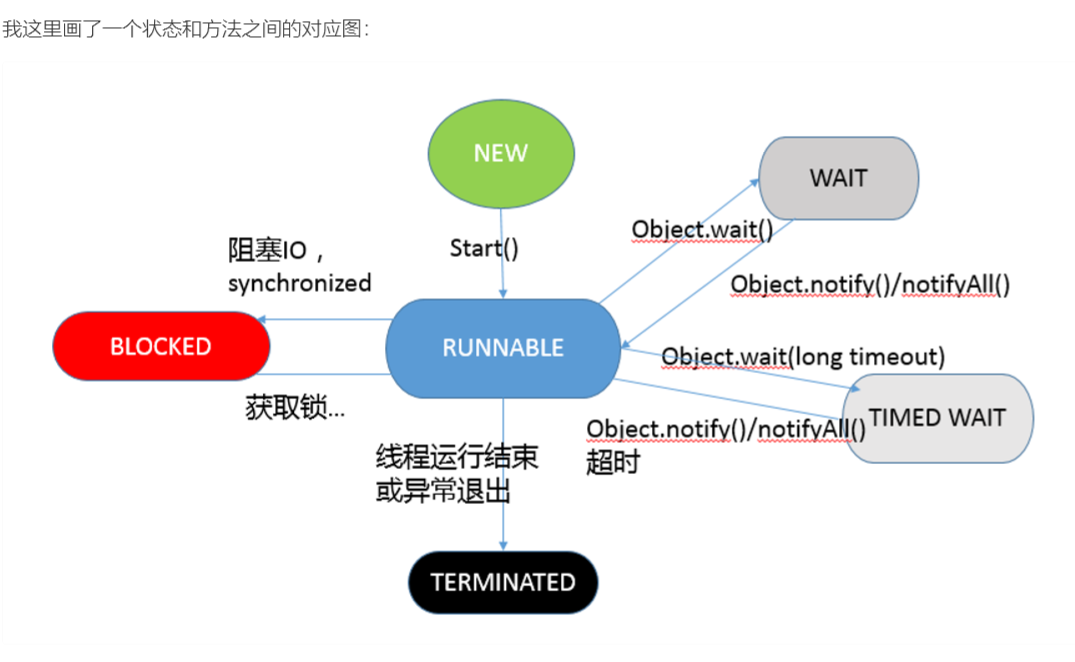 我这里画了一个状态和方法之间的对应图：
NEW
WAIT
Object.wait()
阻塞IO，
synchronized
Start()
Object.notify()/notifyAll()
BLOCKED
RUNNABLE
Object.wait(long timeout)
获取锁...
TIMED WAIT
Object.notify()/notifyAll()
超时
线程运行结束
或异常退出
TERMINATED